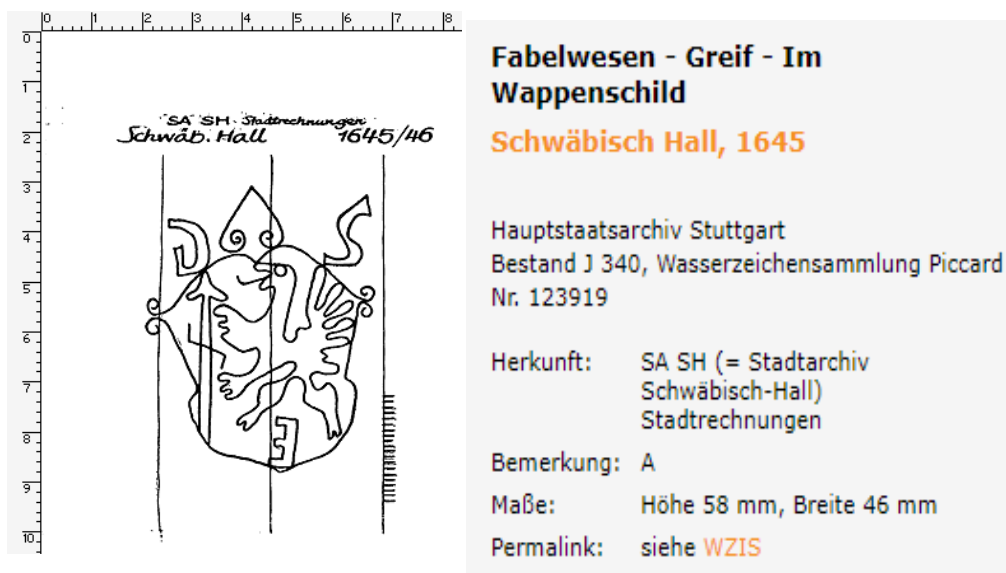 0 1 2 3 4 5 6 7 8
0
1
2
3
4
5
6
7
8
9
10
SA SH Stadtrechnungen
Schwäb. Hall 1645/46
Fabelwesen - Greif - Im
Wappenschild
Schwäbisch Hall, 1645
Hauptstaatsarchiv Stuttgart
Bestand J 340, Wasserzeichensammlung Piccard
Nr. 123919
Herkunft: SA SH (= Stadtarchiv
Schwäbisch-Hall)
Stadtrechnungen
Bemerkung: A
Maße: Höhe 58 mm, Breite 46 mm
Permalink: siehe WZIS